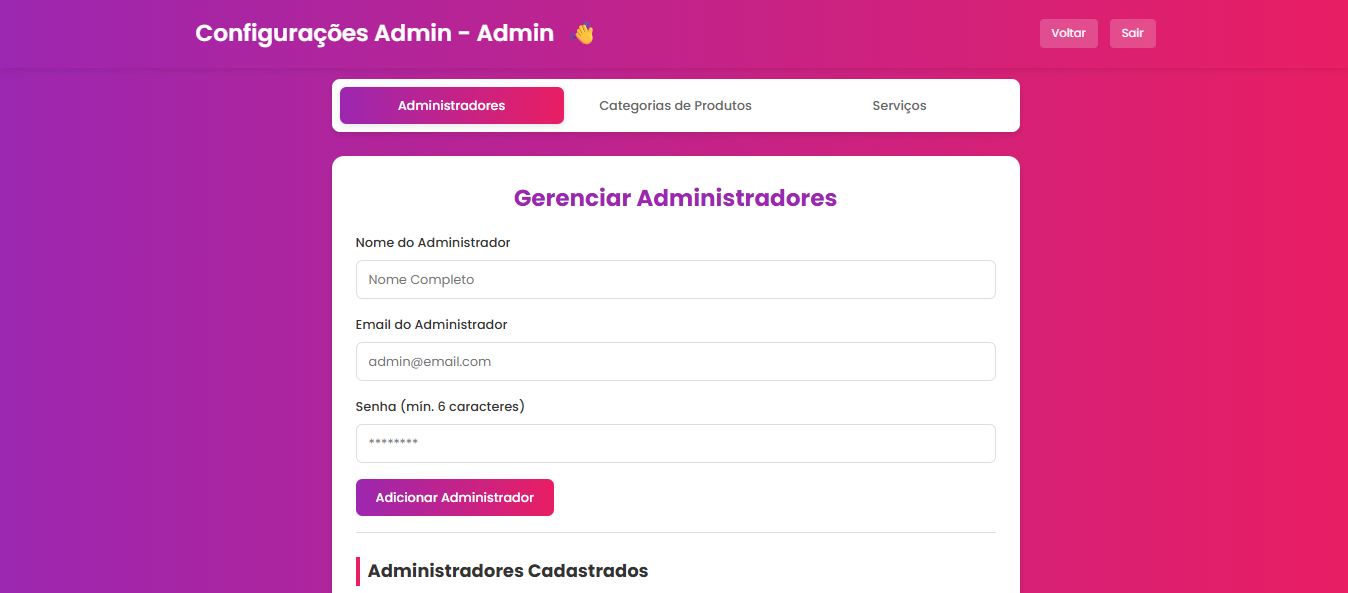 Configurações Admin - Admin 👋
Voltar
Sair
Administradores
Categorias de Produtos
Serviços
Gerenciar Administradores
Nome do Administrador
Nome Completo
Email do Administrador
admin@email.com
Senha (mín. 6 caracteres)
********
Adicionar Administrador
Administradores Cadastrados